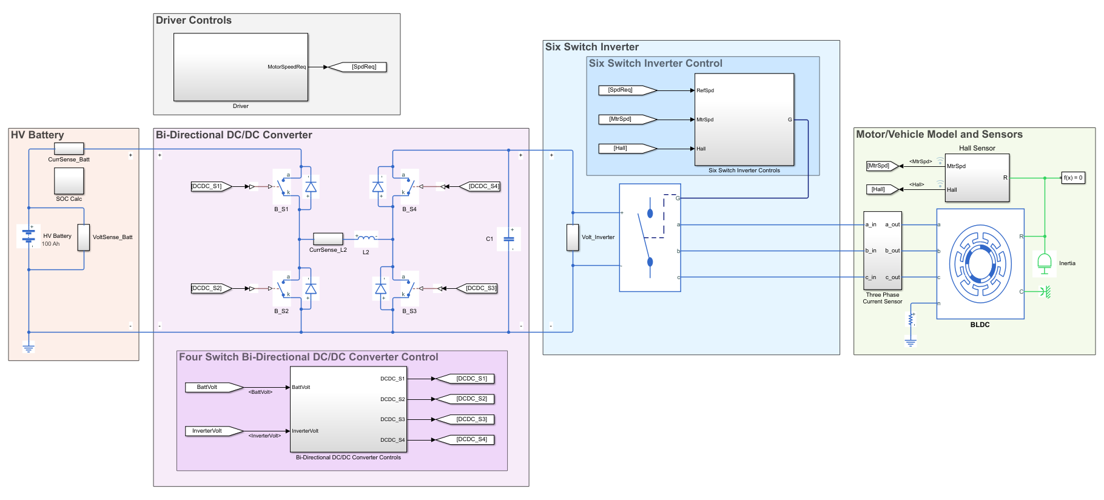 Driver Controls
MotorSpeedReq
[SpdReq]
Driver
HV Battery
CurrSense_Batt
SOC Calc
HV Battery
100 Ah
VoltSense_Batt
+
-
Bi-Directional DC/DC Converter
+
-
[DCDC_S1]
a
k
B_S1
a
k
B_S4
[DCDC_S4]
CurrSense_L2
L2
[DCDC_S2]
a
k
B_S2
a
k
B_S3
[DCDC_S3]
C1
+
-
Four Switch Bi-Directional DC/DC Converter Control
BattVolt
<BattVolt>
BattVolt
InverterVolt
<InverterVolt>
InverterVolt
DCDC_S1
DCDC_S2
DCDC_S3
DCDC_S4
[DCDC_S1]
[DCDC_S2]
[DCDC_S3]
[DCDC_S4]
Bi-Directional DC/DC Converter Controls
Six Switch Inverter
+
-
Six Switch Inverter Control
[SpdReq]
[MtrSpd]
[Hall]
RefSpd
MtrSpd
Hall
G
Six Switch Inverter Controls
Volt_Inverter
+
-
G
a
b
c
Motor/Vehicle Model and Sensors
Hall Sensor
[MtrSpd]
<MtrSpd>
MtrSpd
[Hall]
<Hall>
Hall
R
f(x) = 0
a_in
a_out
b_in
b_out
c_in
c_out
Three Phase
Current Sensor
a
b
c
n
R
C
BLDC
Inertia